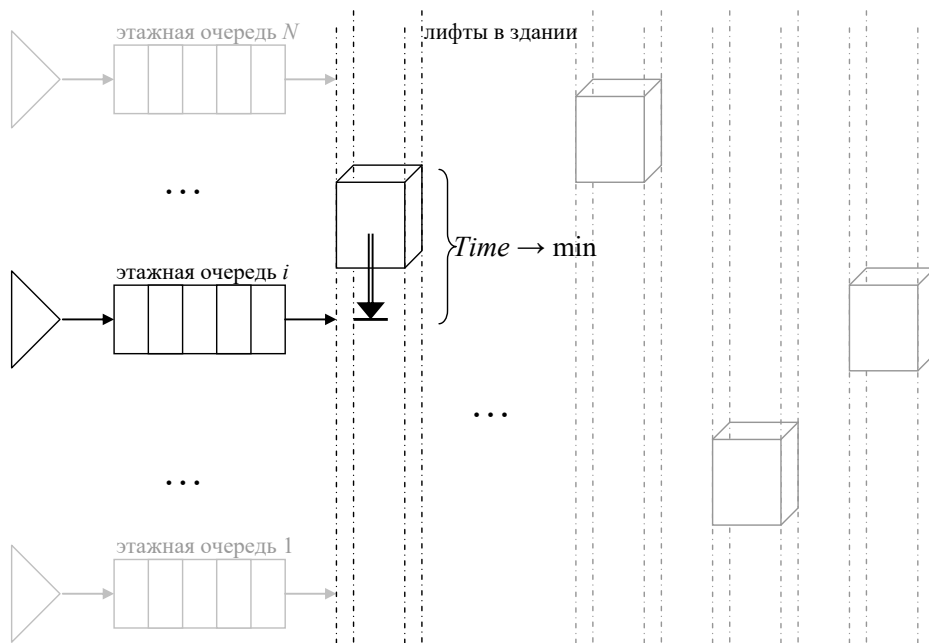 этажная очередь N
лифты в здании
...
этажная очередь i
Time → min
...
...
этажная очередь 1